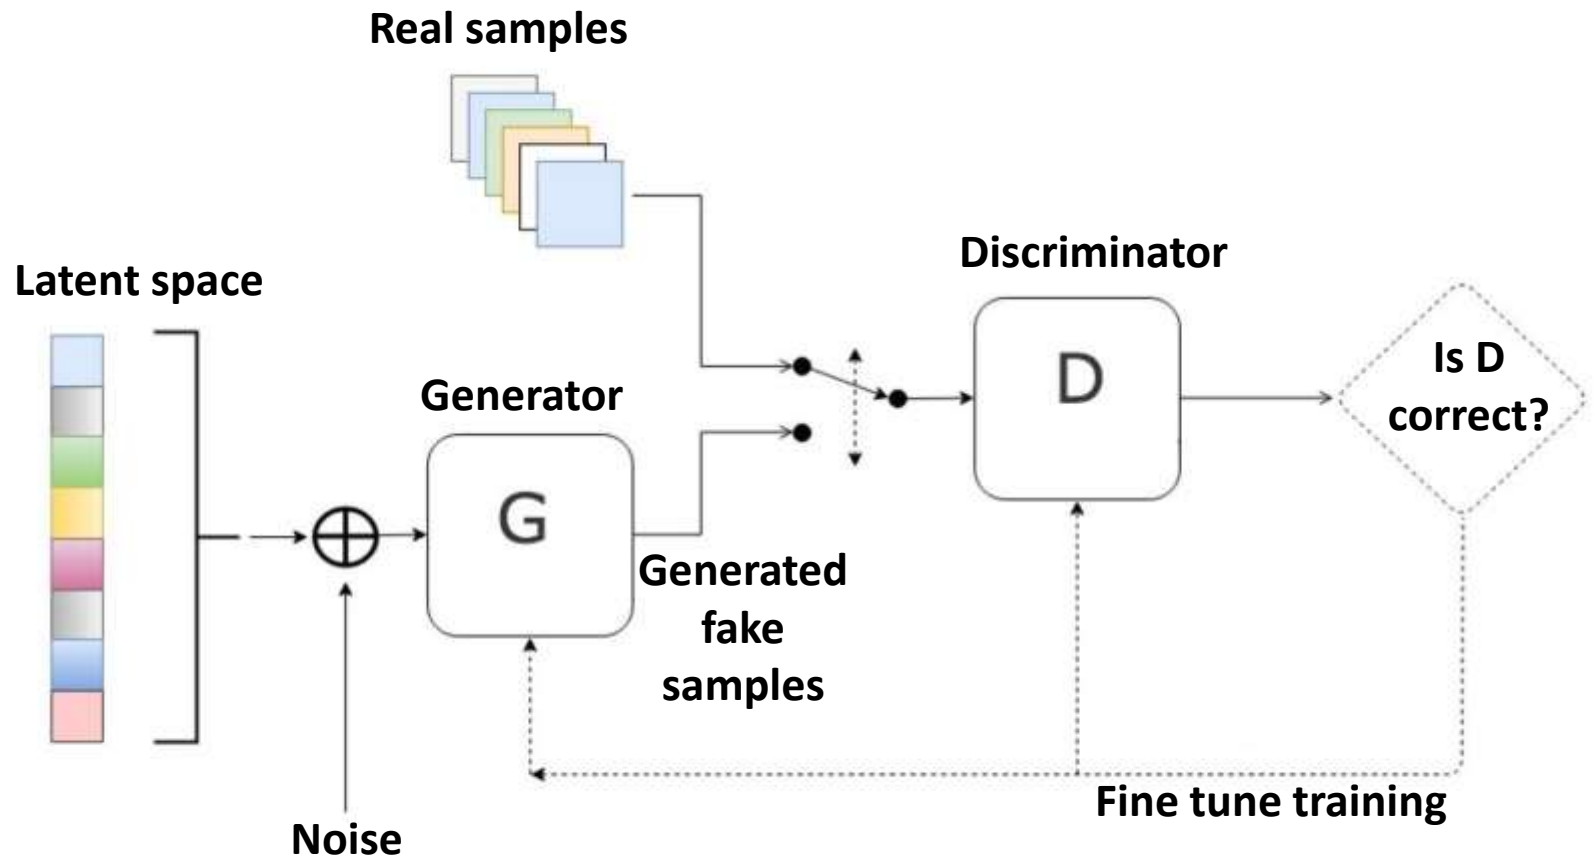 Real samples
Latent space
Discriminator
Generator
G
D
Is D
correct?
Generated
fake
samples
Fine tune training
Noise